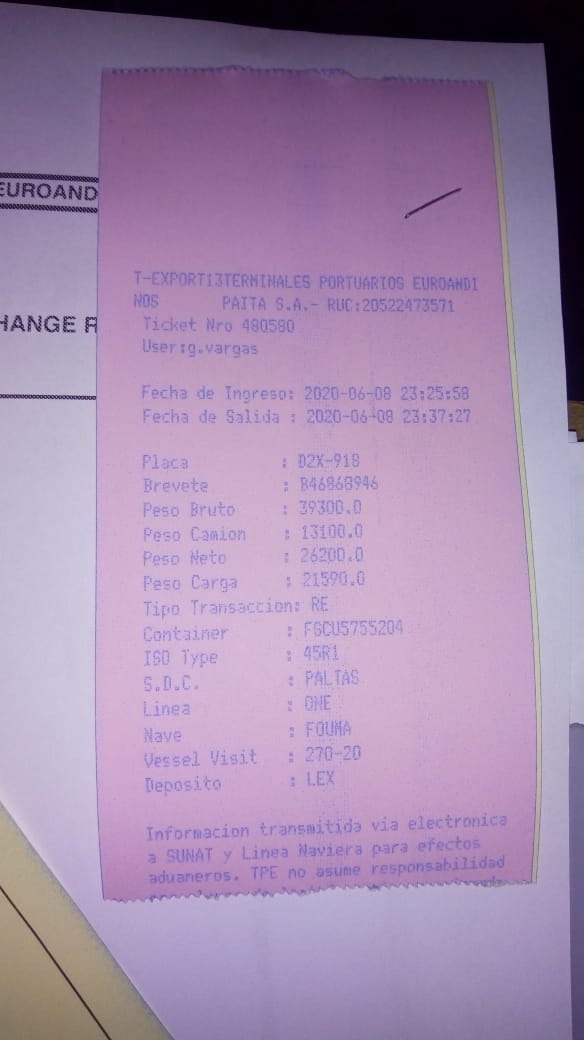 EUROAND
HANGE R
T-EXPORT13TERMINALES PORTUARIOS EUROANDI
NOS PAITA S.A.- RUC:20522473571
Ticket Nro 480580
User:g.vargas
Fecha de Ingreso: 2020-06-08 23:25:58
Fecha de Salida : 2020-06-08 23:37:27
Placa : D2X-918
Brevete : B46868946
Peso Bruto : 39300.0
Peso Camion : 13100.0
Peso Neto : 26200.0
Peso Carga : 21590.0
Tipo Transaccion: RE
Container : FSCU5755204
ISO Type : 45R1
S.D.C. : PALTAS
Linea : ONE
Nave : FOUMA
Vessel Visit : 270-20
Deposito : LEX
Informacion transmitida via electronica
a SUNAT y Linea Naviera para efectos
aduaneros. TPE no asume responsabilidad